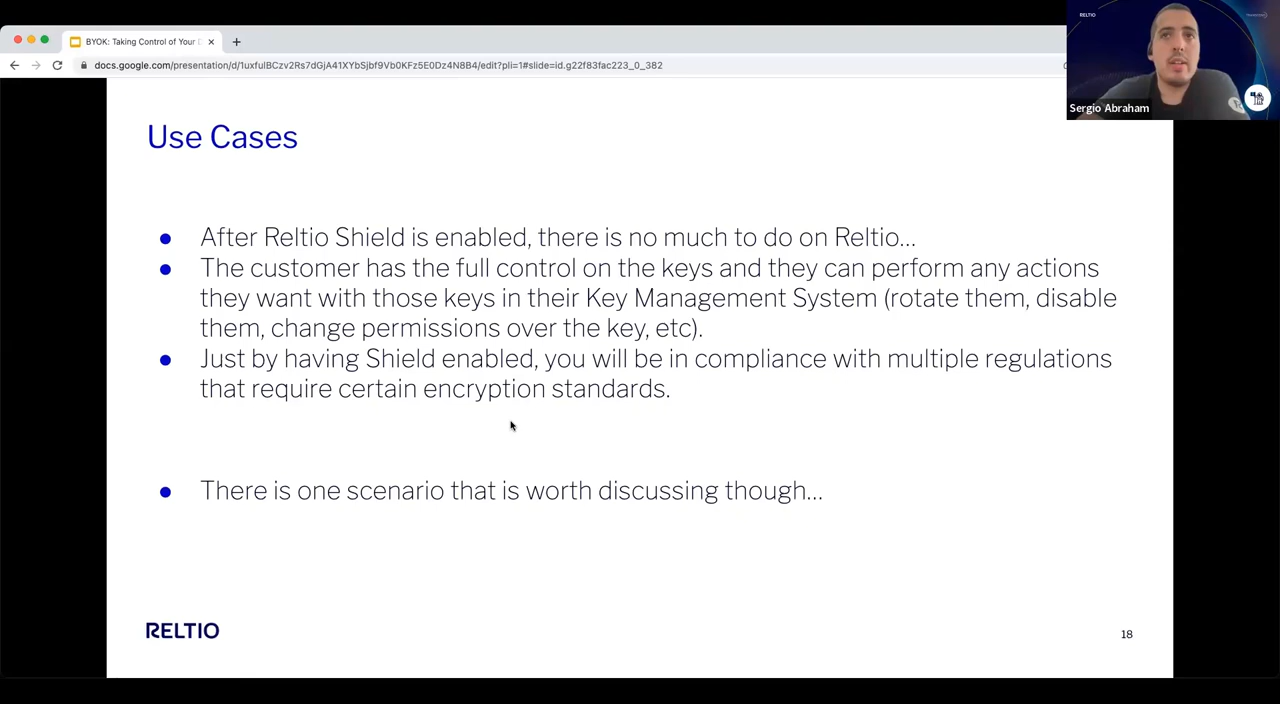 BYOK: Taking Control of Your D
docs.google.com/presentation/d/1uxfulBCzv2Rs7dGjA41XYbSjbf9Vb0KFz5E0Dz4N8B4/edit?pli=1#slide=id.g22f83fac223_0_382
RELTIO
Sergio Abraham
Use Cases
After Reltio Shield is enabled, there is no much to do on Reltio...
The customer has the full control on the keys and they can perform any actions
they want with those keys in their Key Management System (rotate them, disable
them, change permissions over the key, etc).
Just by having Shield enabled, you will be in compliance with multiple regulations
that require certain encryption standards.
There is one scenario that is worth discussing though...
RELTIO
18